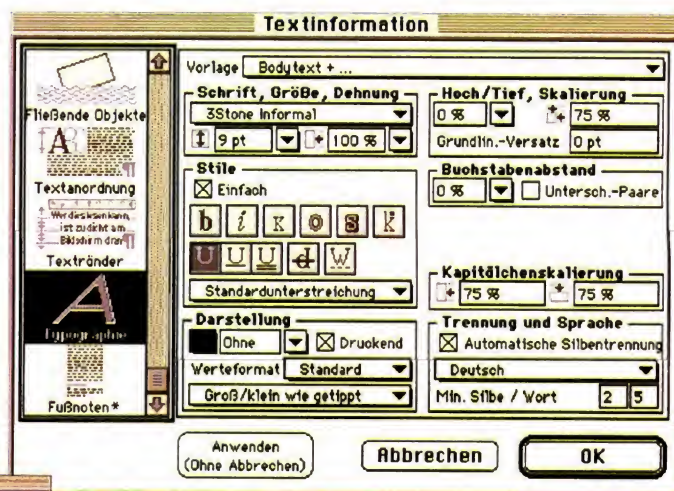 Textinformation
Fließende Objekte
Textanordnung
Wer dies lesen kann,
ist zu dicht am
Bildschirm dran
Textränder
Typographie
Fußnoten*
Vorlage Bodytext + ...
Schrift, Größe, Dehnung
3Stone Informal
9 pt 100 %
Stile
Einfach
b i K O S k
U U U d W
Standardunterstreichung
Darstellung
Ohne Druckend
Werteformat Standard
Groß/klein wie getippt
Hoch/Tief, Skalierung
0 % 75 %
Grundlin.-Versatz 0 pt
Buchstabenabstand
0 % Untersch.-Paare
Kapitälchenskalierung
75 % 75 %
Trennung und Sprache
Automatische Silbentrennung
Deutsch
Min. Silbe / Wort 2 5
Anwenden
(Ohne Abbrechen)
Abbrechen
OK